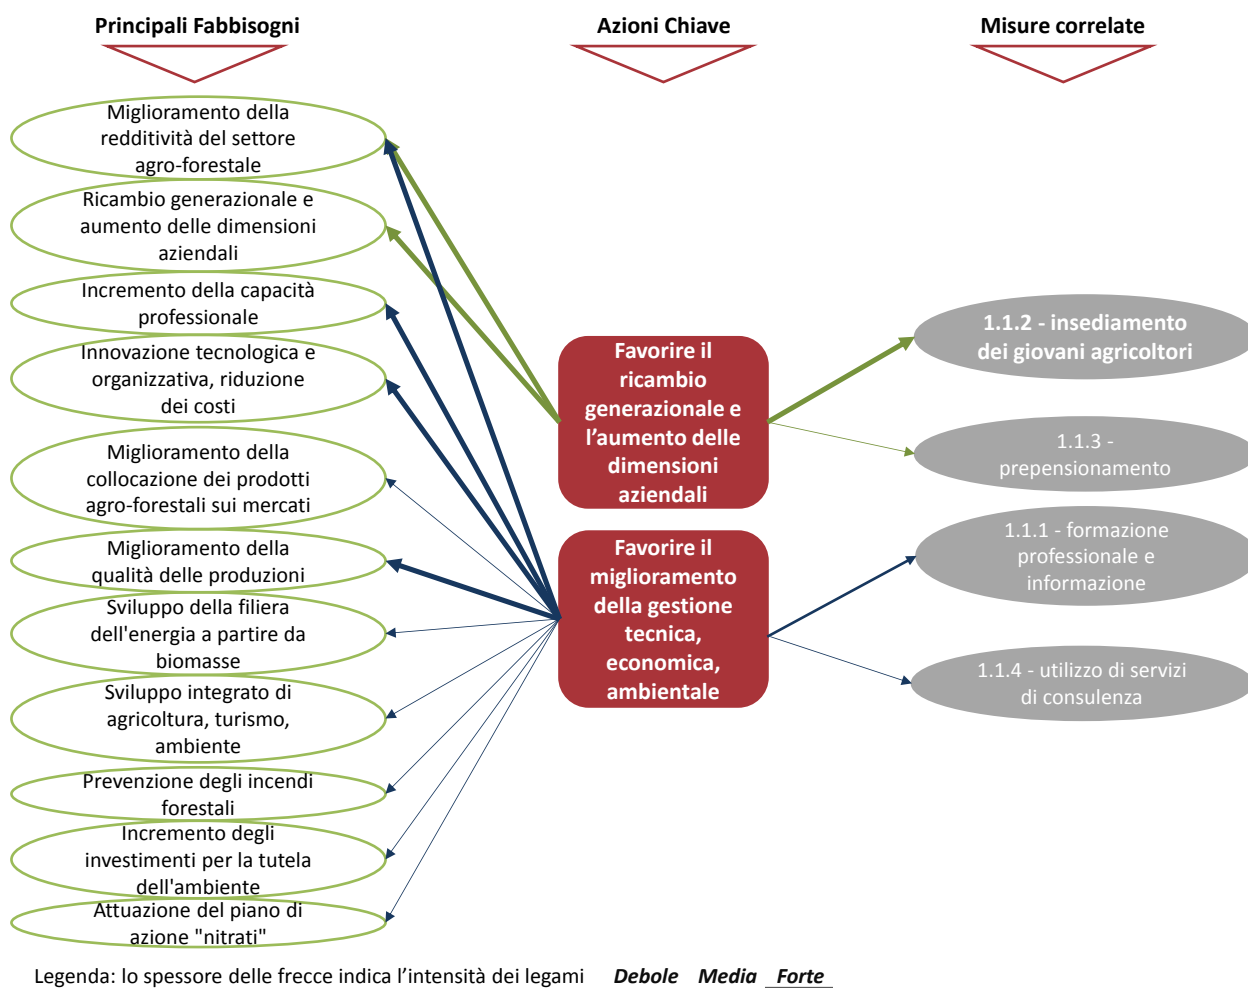 Principali Fabbisogni
Azioni Chiave
Misure correlate
Miglioramento della
redditività del settore
agro-forestale
Ricambio generazionale e
aumento delle dimensioni
aziendali
Incremento della capacità
professionale
Innovazione tecnologica e
organizzativa, riduzione
dei costi
Miglioramento della
collocazione dei prodotti
agro-forestali sui mercati
Miglioramento della
qualità delle produzioni
Sviluppo della filiera
dell'energia a partire da
biomasse
Sviluppo integrato di
agricoltura, turismo,
ambiente
Prevenzione degli incendi
forestali
Incremento degli
investimenti per la tutela
dell'ambiente
Attuazione del piano di
azione "nitrati"
Favorire il
ricambio
generazionale e
l’aumento delle
dimensioni
aziendali
Favorire il
miglioramento
della gestione
tecnica,
economica,
ambientale
1.1.2 - insediamento
dei giovani agricoltori
1.1.3 -
prepensionamento
1.1.1 - formazione
professionale e
informazione
1.1.4 - utilizzo di servizi
di consulenza
Legenda: lo spessore delle frecce indica l’intensità dei legami Debole Media Forte